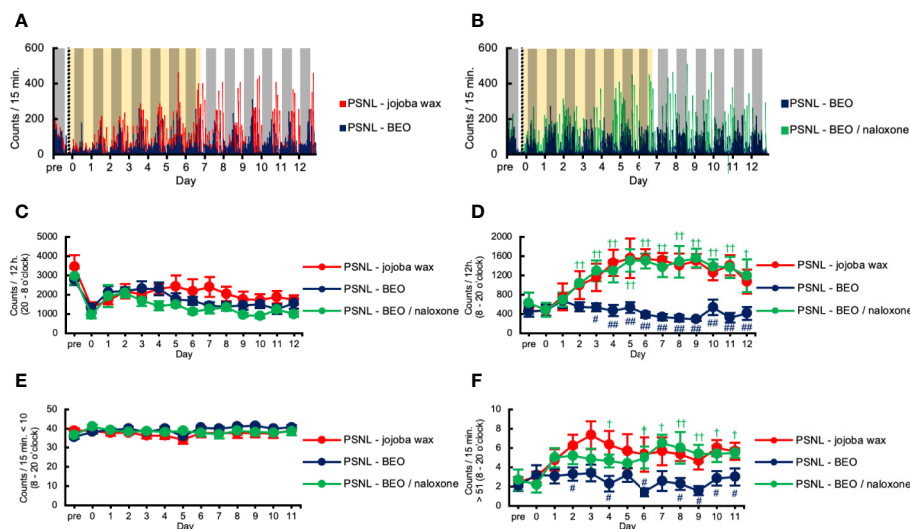 A
600
400
200
0
Counts / 15 min.
pre 0 1 2 3 4 5 6 7 8 9 10 11 12
Day
PSNL - jojoba wax
PSNL - BEO
B
600
400
200
0
Counts / 15 min.
pre 0 1 2 3 4 5 6 7 8 9 10 11 12
Day
PSNL - BEO
PSNL - BEO / naloxone
C
5000
4000
3000
2000
1000
0
Counts / 12 h.
(20 - 8 o'clock)
pre 0 1 2 3 4 5 6 7 8 9 10 11 12
Day
PSNL - jojoba wax
PSNL - BEO
PSNL - BEO / naloxone
D
2000
1600
1200
800
400
0
Counts / 12h.
(8 - 20 o'clock)
†† †† †† †† †† †† †† †† †† †† †
# ## ## ## ## ## ## ## ## ##
pre 0 1 2 3 4 5 6 7 8 9 10 11 12
Day
PSNL - jojoba wax
PSNL - BEO
PSNL - BEO / naloxone
E
50
40
30
20
10
0
Counts / 15 min. < 10
(8 - 20 o'clock)
pre 0 1 2 3 4 5 6 7 8 9 10 11
Day
PSNL - jojoba wax
PSNL - BEO
PSNL - BEO / naloxone
F
10
8
6
4
2
0
Counts / 15 min.
> 51 (8 - 20 o'clock)
† † † †† †† † †
# # # # # # #
pre 0 1 2 3 4 5 6 7 8 9 10 11
Day
PSNL - jojoba wax
PSNL - BEO
PSNL - BEO / naloxone